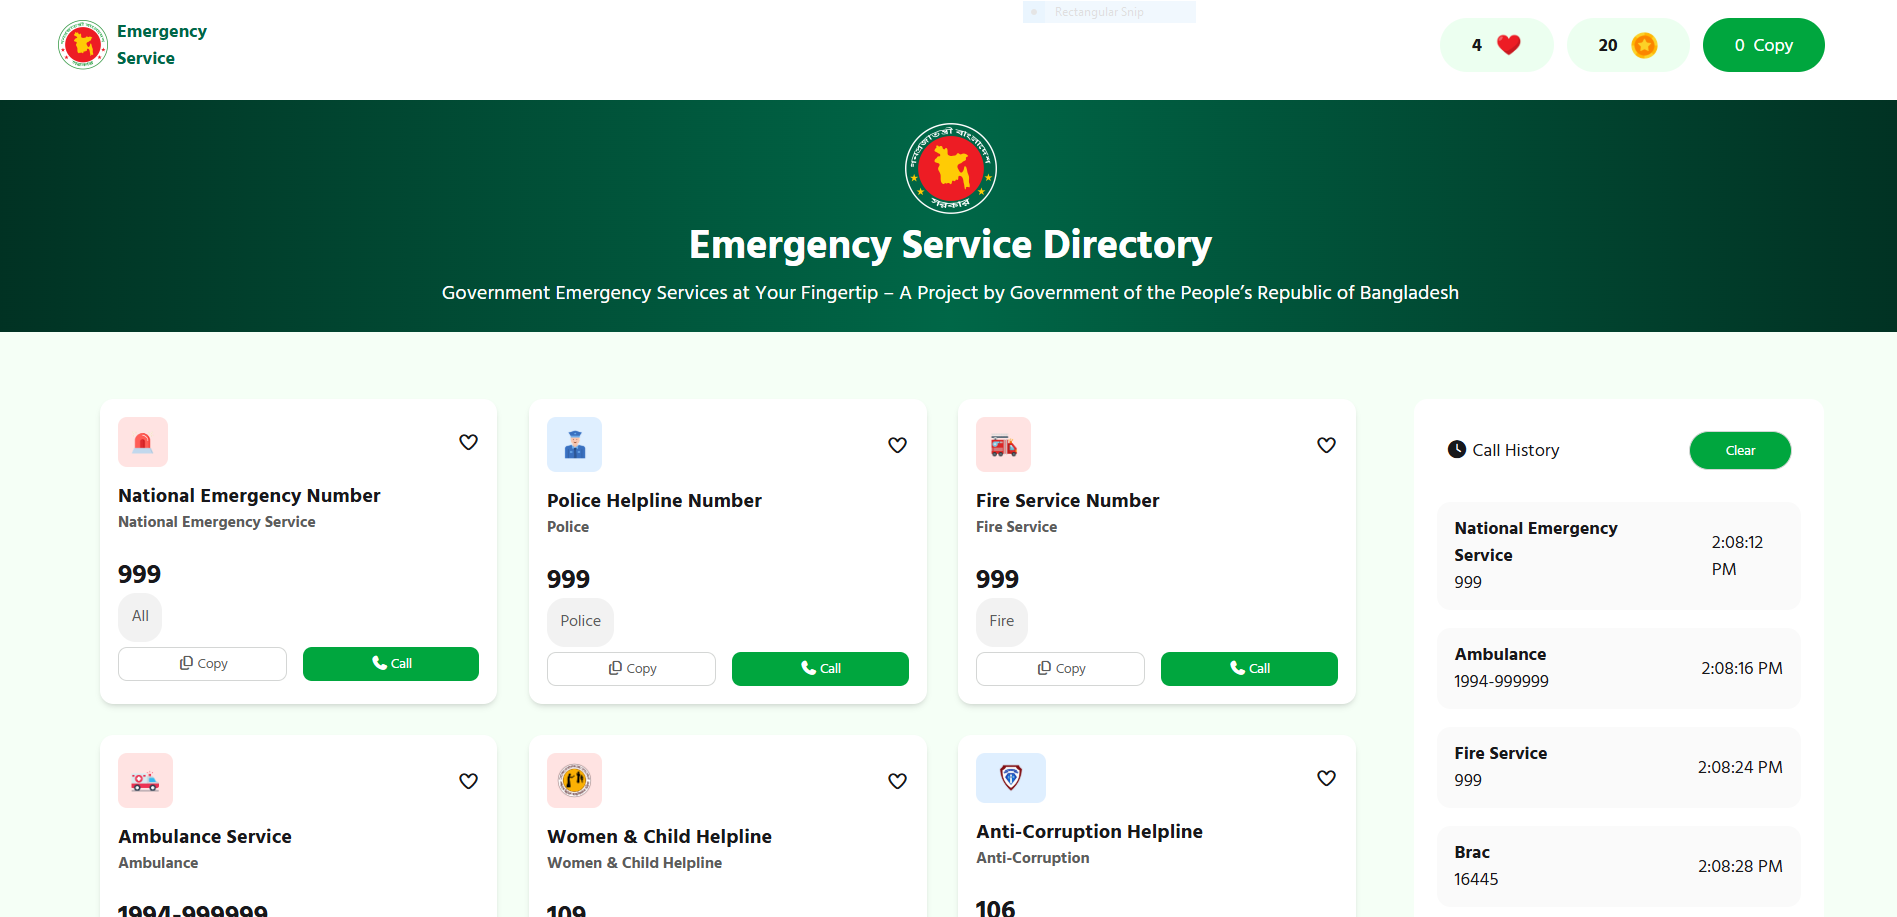 Rectangular Snip
Emergency
Service
4
20
0 Copy
গণপ্রজাতন্ত্রী বাংলাদেশ
সরকার
Emergency Service Directory
Government Emergency Services at Your Fingertip – A Project by Government of the People’s Republic of Bangladesh
National Emergency Number
National Emergency Service
999
All
Copy
Call
Police Helpline Number
Police
999
Police
Copy
Call
Fire Service Number
Fire Service
999
Fire
Copy
Call
Ambulance Service
Ambulance
1994-999999
Women & Child Helpline
Women & Child Helpline
109
Anti-Corruption Helpline
Anti-Corruption
106
Call History
Clear
National Emergency
Service
999
2:08:12
PM
Ambulance
1994-999999
2:08:16 PM
Fire Service
999
2:08:24 PM
Brac
16445
2:08:28 PM